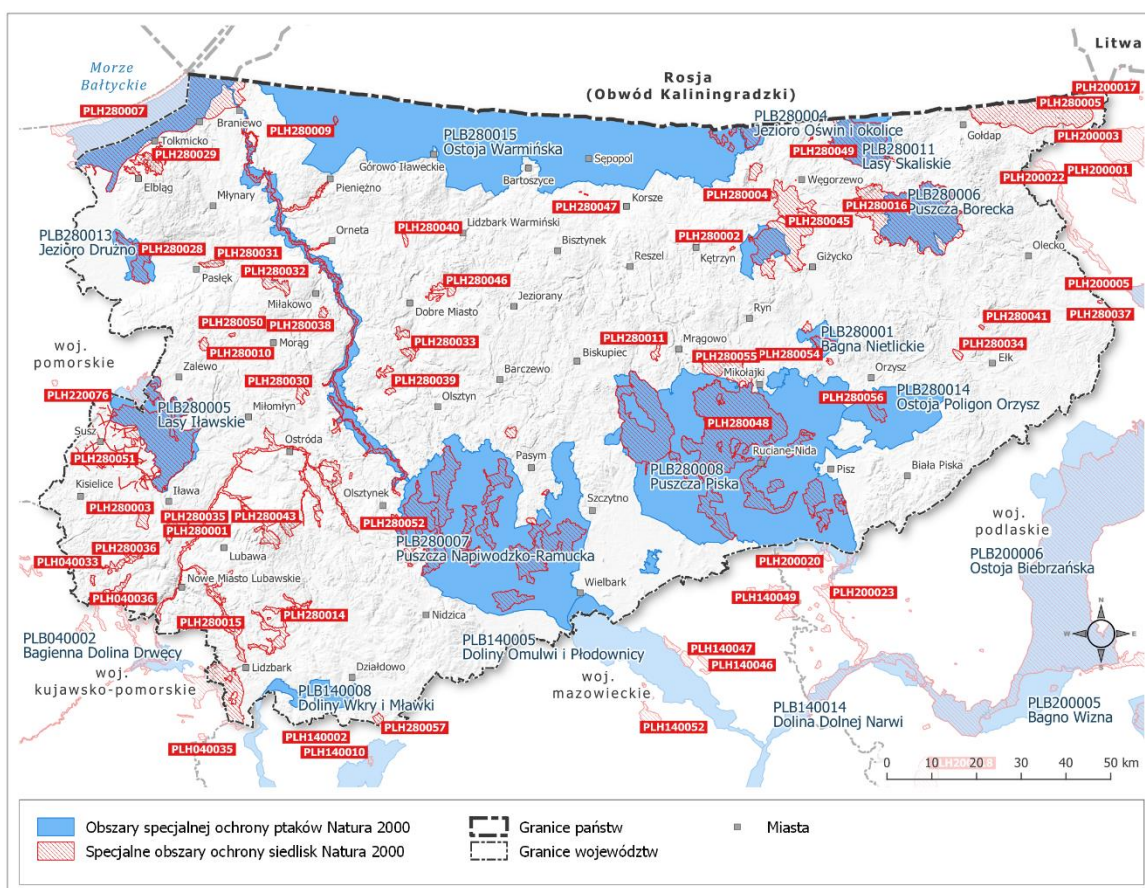 Litwa
Morze
Bałtyckie
Rosja
(Obwód Kaliningradzki)
PLH200017
PLH280007
PLH280005
Braniewo
PLH280009
PLB280004
Jezioro Oświn i okolice
Gołdap
PLH200003
Tolkmicko
PLB280015
Ostoja Warmińska
PLH280049
PLB280011
Lasy Skaliskie
PLH280029
Górowo Iławeckie
Sępopol
Elbląg
Pieniężno
Bartoszyce
Węgorzewo
PLH200022
PLH200001
Młynary
PLH280004
PLH280016
PLB280006
Puszcza Borecka
PLH280047
Korsze
PLH280045
PLH280040
Lidzbark Warmiński
PLB280013
Jezioro Drużno
PLH280028
PLH280031
Orneta
Bisztynek
PLH280002
Kętrzyn
Olecko
Pasłęk
PLH280032
Reszel
Giżycko
PLH280046
PLH200005
Miłakowo
Dobre Miasto
Jeziorany
Ryn
PLH280041
PLH280037
PLH280050
PLH280038
PLH280033
PLH280011
Mrągowo
PLB280001
Bagna Nietlickie
PLH280034
woj.
pomorskie
PLH280010
Morąg
Biskupiec
PLH280055
PLH280054
Ełk
Zalewo
PLH280030
PLH280039
Barczewo
Mikołajki
Orzysz
PLH220076
PLB280005
Lasy Iławskie
Miłomłyn
Olsztyn
PLH280056
PLB280014
Ostoja Poligon Orzysz
Susz
PLH280048
PLH280051
Ostróda
Ruciane-Nida
Pasym
PLB280008
Puszcza Piska
Pisz
Biała Piska
Kisielice
Iława
Olsztynek
Szczytno
PLH280003
PLH280035
PLH280043
PLH280052
PLH280001
PLB280007
Puszcza Napiwodzko-Ramucka
woj.
podlaskie
PLH280036
Lubawa
PLH040033
PLB200006
Ostoja Biebrzańska
PLH200020
Nowe Miasto Lubawskie
Wielbark
PLH040036
PLH140049
PLH200023
PLH280014
Nidzica
PLH280015
PLB040002
Bagienna Dolina Drwęcy
PLB140005
Doliny Omulwi i Płodownicy
PLH140047
PLH140046
N
W
E
S
woj.
kujawsko-pomorskie
Lidzbark
Działdowo
woj.
mazowieckie
PLB140008
Doliny Wkry i Mławki
PLB140014
Dolina Dolnej Narwi
PLB200005
Bagno Wizna
PLH280057
PLH140052
PLH040035
PLH140002
PLH140010
0 10 20 30 40 50 km
Obszary specjalnej ochrony ptaków Natura 2000
Specjalne obszary ochrony siedlisk Natura 2000
Granice państw
Granice województw
Miasta